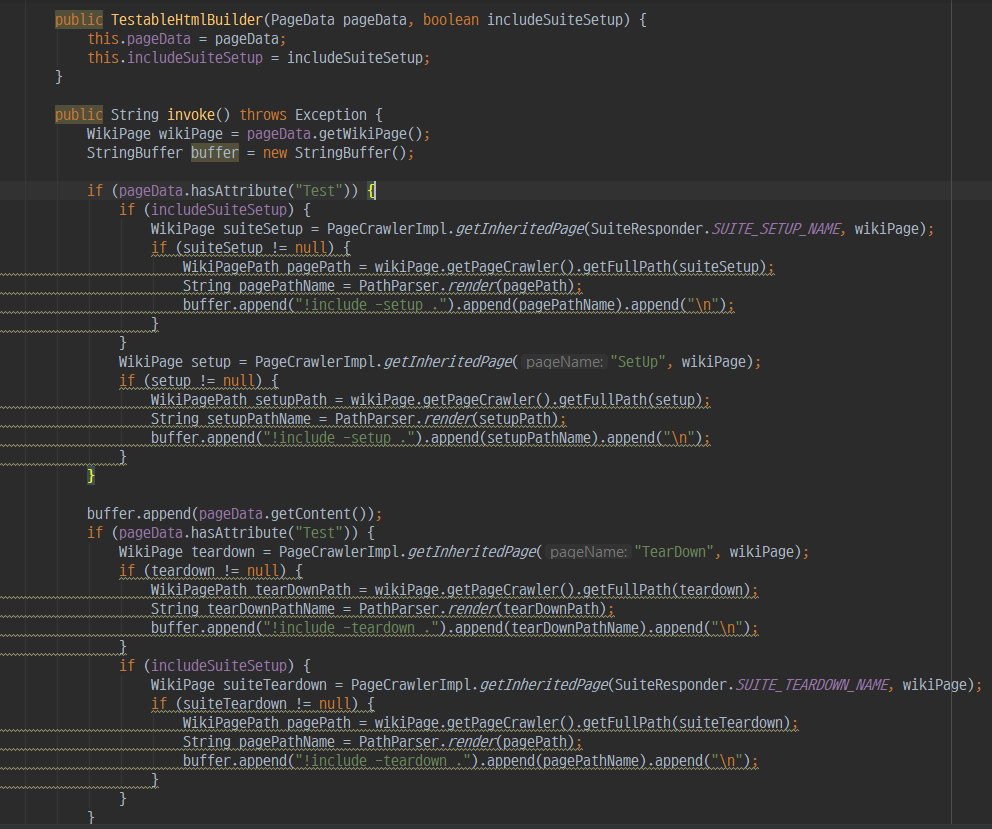 public TestableHtmlBuilder(PageData pageData, boolean includeSuiteSetup) {
this.pageData = pageData;
this.includeSuiteSetup = includeSuiteSetup;
}
public String invoke() throws Exception {
WikiPage wikiPage = pageData.getWikiPage();
StringBuffer buffer = new StringBuffer();
if (pageData.hasAttribute("Test")) {
if (includeSuiteSetup) {
WikiPage suiteSetup = PageCrawlerImpl.getInheritedPage(SuiteResponder.SUITE_SETUP_NAME, wikiPage);
if (suiteSetup != null) {
WikiPagePath pagePath = wikiPage.getPageCrawler().getFullPath(suiteSetup);
String pagePathName = PathParser.render(pagePath);
buffer.append("!include -setup .").append(pagePathName).append("\n");
}
}
WikiPage setup = PageCrawlerImpl.getInheritedPage( pageName: "SetUp", wikiPage);
if (setup != null) {
WikiPagePath setupPath = wikiPage.getPageCrawler().getFullPath(setup);
String setupPathName = PathParser.render(setupPath);
buffer.append("!include -setup .").append(setupPathName).append("\n");
}
}
buffer.append(pageData.getContent());
if (pageData.hasAttribute("Test")) {
WikiPage teardown = PageCrawlerImpl.getInheritedPage( pageName: "TearDown", wikiPage);
if (teardown != null) {
WikiPagePath tearDownPath = wikiPage.getPageCrawler().getFullPath(teardown);
String tearDownPathName = PathParser.render(tearDownPath);
buffer.append("!include -teardown .").append(tearDownPathName).append("\n");
}
if (includeSuiteSetup) {
WikiPage suiteTeardown = PageCrawlerImpl.getInheritedPage(SuiteResponder.SUITE_TEARDOWN_NAME, wikiPage);
if (suiteTeardown != null) {
WikiPagePath pagePath = wikiPage.getPageCrawler().getFullPath(suiteTeardown);
String pagePathName = PathParser.render(pagePath);
buffer.append("!include -teardown .").append(pagePathName).append("\n");
}
}
}